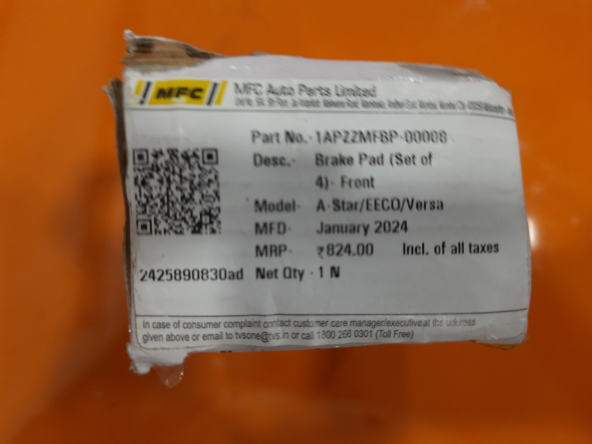 MFC
MFC Auto Parts Limited
Part No.- 1APZZMFBP-00008
Desc.- Brake Pad (Set of
4)- Front
Model- A-Star/EECO/Versa
MFD- January 2024
MRP- ₹824.00 Incl. of all taxes
2425890830ad Net Qty - 1 N
In case of consumer complaint contact customer care manager/executive at the address
given above or email to tvsone@tvs.in or call 1800 266 0301 (Toll Free)